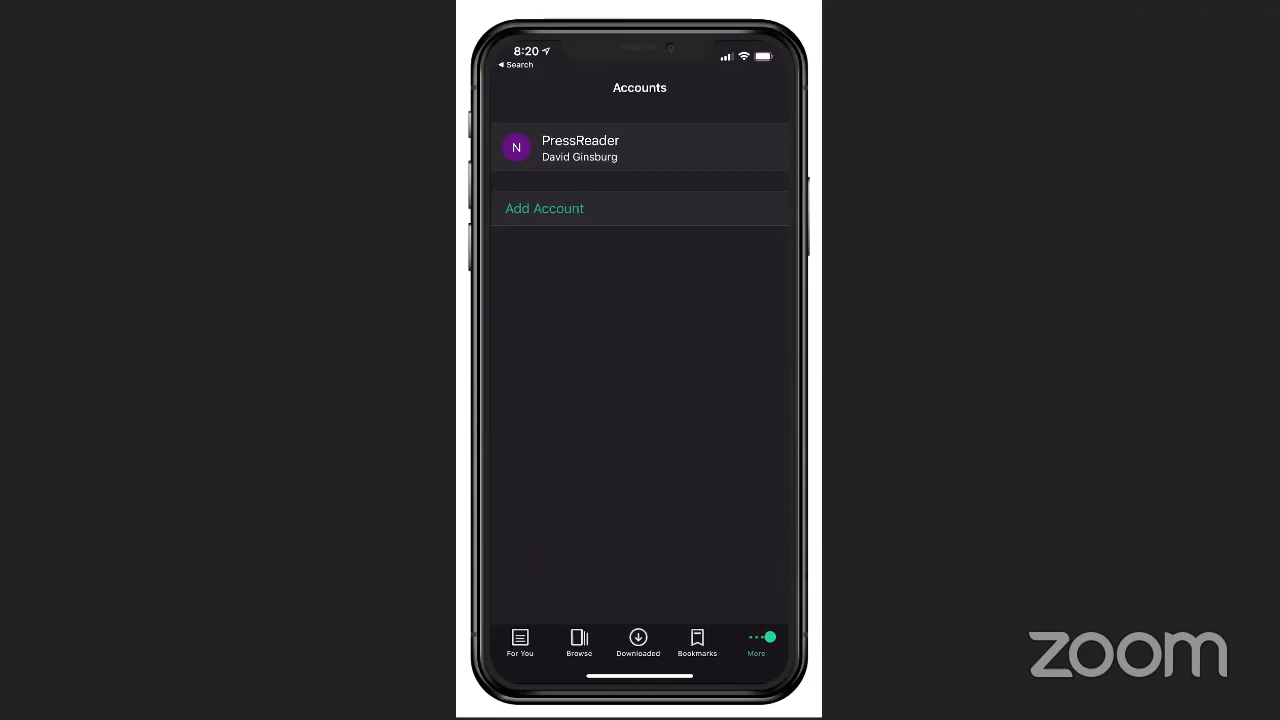 8:20
Search
Accounts
N
PressReader
David Ginsburg
Add Account
For You
Browse
Downloaded
Bookmarks
More
zoom